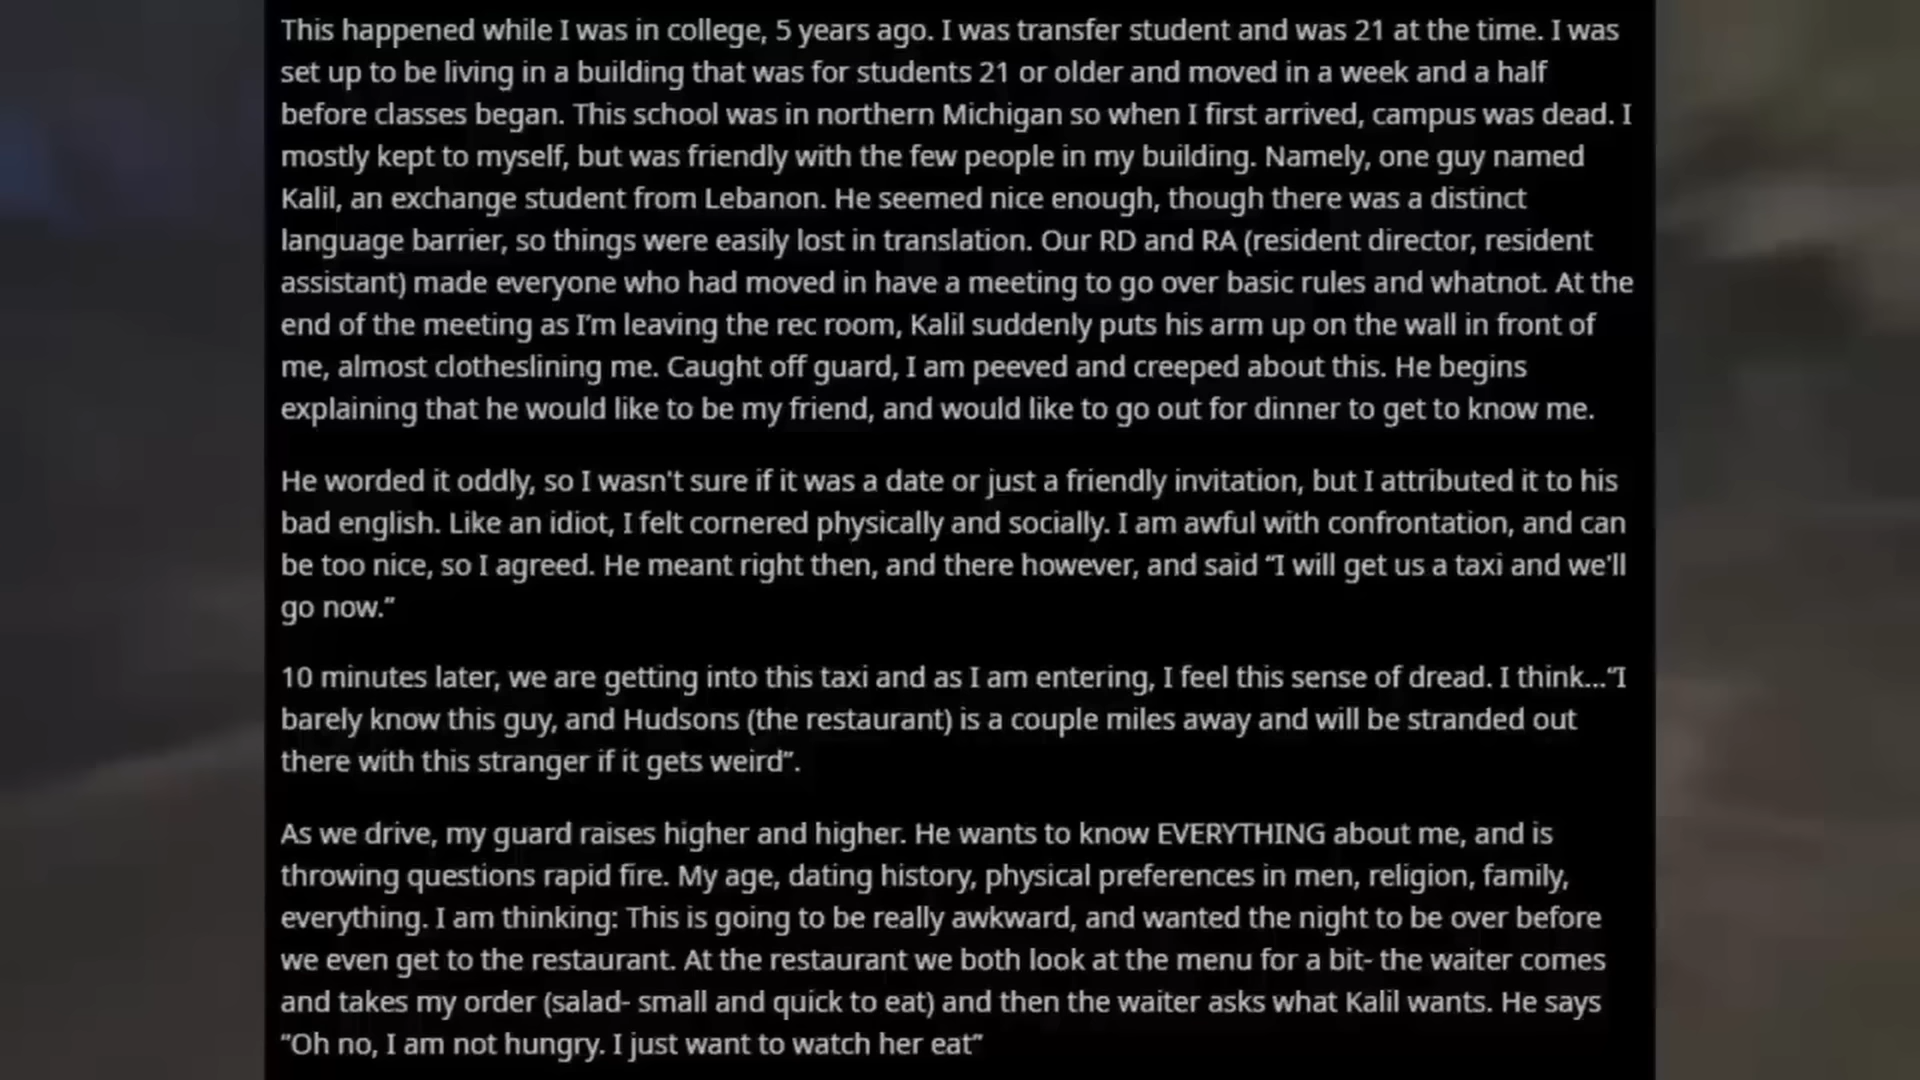 This happened while I was in college, 5 years ago. I was transfer student and was 21 at the time. I was
set up to be living in a building that was for students 21 or older and moved in a week and a half
before classes began. This school was in northern Michigan so when I first arrived, campus was dead. I
mostly kept to myself, but was friendly with the few people in my building. Namely, one guy named
Kalil, an exchange student from Lebanon. He seemed nice enough, though there was a distinct
language barrier, so things were easily lost in translation. Our RD and RA (resident director, resident
assistant) made everyone who had moved in have a meeting to go over basic rules and whatnot. At the
end of the meeting as I'm leaving the rec room, Kalil suddenly puts his arm up on the wall in front of
me, almost clotheslining me. Caught off guard, I am peeved and creeped about this. He begins
explaining that he would like to be my friend, and would like to go out for dinner to get to know me.
He worded it oddly, so I wasn't sure if it was a date or just a friendly invitation, but I attributed it to his
bad english. Like an idiot, I felt cornered physically and socially. I am awful with confrontation, and can
be too nice, so I agreed. He meant right then, and there however, and said “I will get us a taxi and we'll
go now.”
10 minutes later, we are getting into this taxi and as I am entering, I feel this sense of dread. I think...“I
barely know this guy, and Hudsons (the restaurant) is a couple miles away and will be stranded out
there with this stranger if it gets weird”.
As we drive, my guard raises higher and higher. He wants to know EVERYTHING about me, and is
throwing questions rapid fire. My age, dating history, physical preferences in men, religion, family,
everything. I am thinking: This is going to be really awkward, and wanted the night to be over before
we even get to the restaurant. At the restaurant we both look at the menu for a bit- the waiter comes
and takes my order (salad- small and quick to eat) and then the waiter asks what Kalil wants. He says
“Oh no, I am not hungry. I just want to watch her eat”